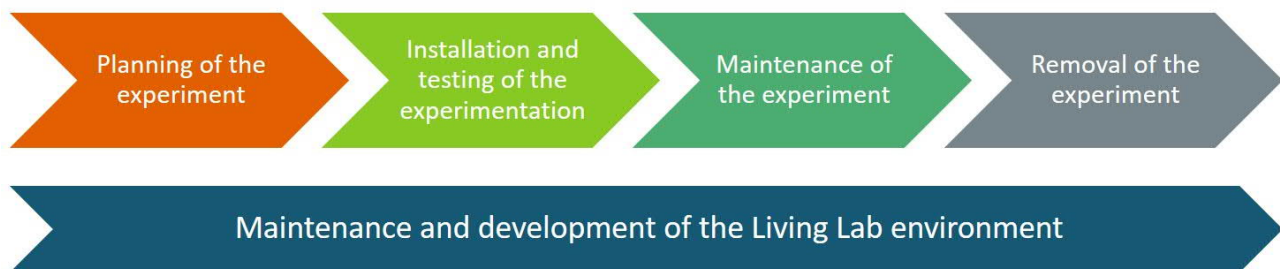 Planning of the
experiment
Installation and
testing of the
experimentation
Maintenance of
the experiment
Removal of the
experiment
Maintenance and development of the Living Lab environment